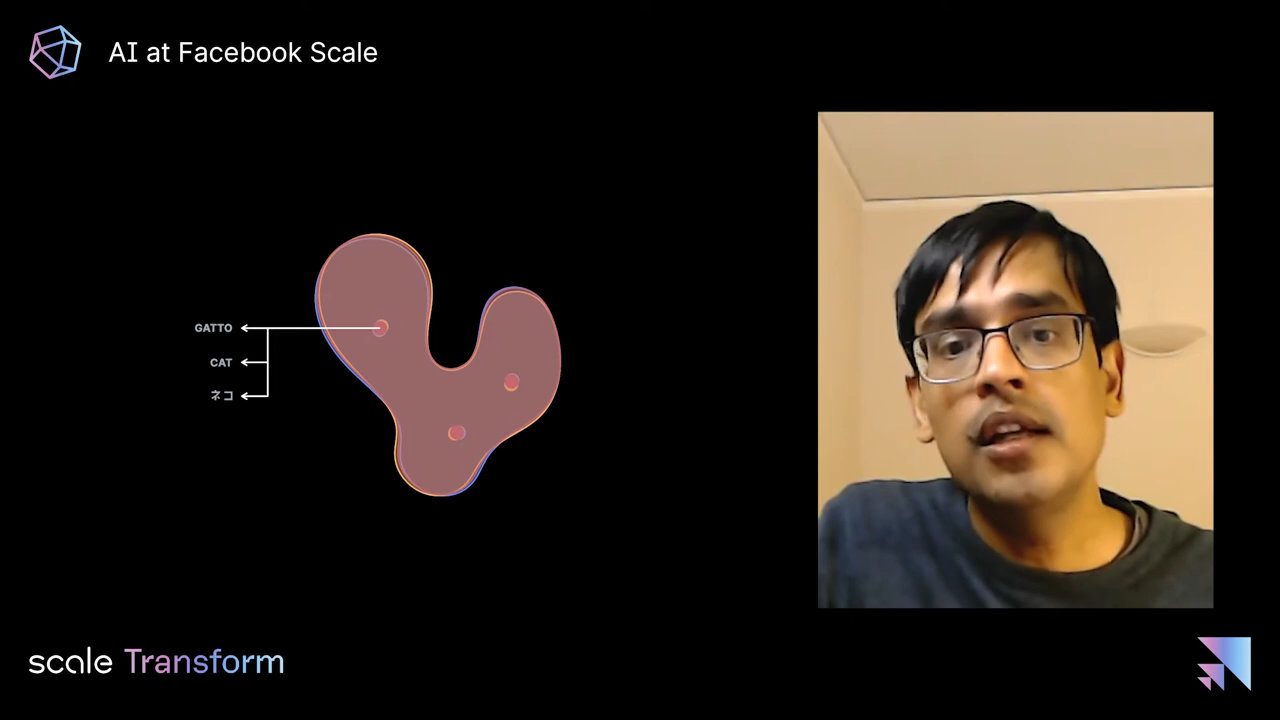 AI at Facebook Scale
GATTO
CAT
ネコ
scale Transform